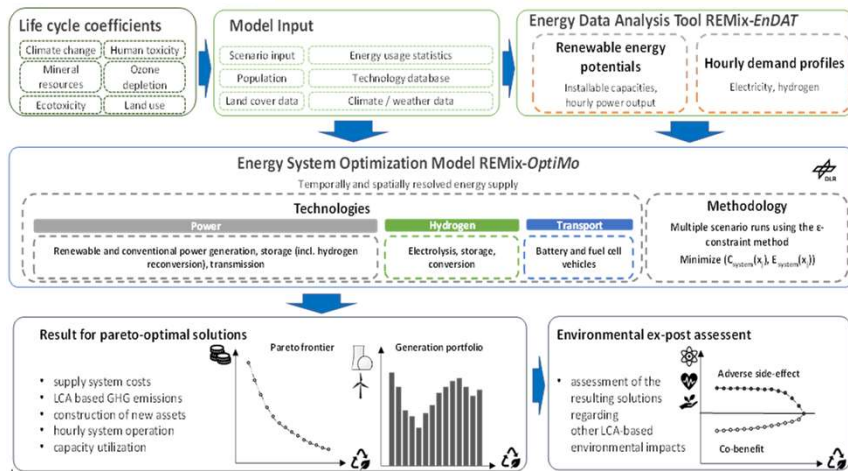 Life cycle coefficients
Climate change
Human toxicity
Mineral resources
Ozone depletion
Ecotoxicity
Land use
Model Input
Scenario input
Energy usage statistics
Population
Technology database
Land cover data
Climate / weather data
Energy Data Analysis Tool REMix-EnDAT
Renewable energy
potentials
Installable capacities,
hourly power output
Hourly demand profiles
Electricity, hydrogen
Energy System Optimization Model REMix-OptiMo
Temporally and spatially resolved energy supply
DLR
Technologies
Power
Renewable and conventional power generation, storage (incl. hydrogen
reconversion), transmission
Hydrogen
Electrolysis, storage,
conversion
Transport
Battery and fuel cell
vehicles
Methodology
Multiple scenario runs using the ε-
constraint method
Minimize (Csystem(xj), Esystem(xj))
Result for pareto-optimal solutions
• supply system costs
• LCA based GHG emissions
• construction of new assets
• hourly system operation
• capacity utilization
Pareto frontier
Generation portfolio
Environmental ex-post assessent
• assessment of the
resulting solutions
regarding
other LCA-based
environmental impacts
Adverse side-effect
Co-benefit